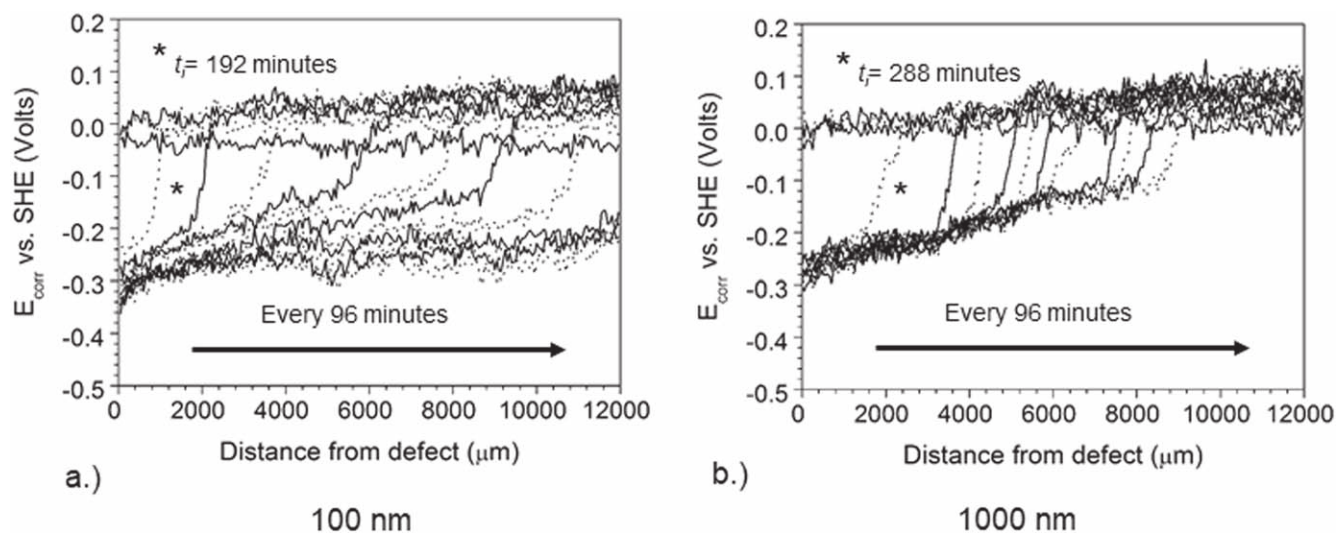 0.2
0.1
0.0
-0.1
-0.2
-0.3
-0.4
-0.5
E_corr vs. SHE (Volts)
* t_i= 192 minutes
*
Every 96 minutes
0 2000 4000 6000 8000 10000 12000
Distance from defect (μm)
a.)
100 nm
0.2
0.1
0.0
-0.1
-0.2
-0.3
-0.4
-0.5
E_corr vs. SHE (Volts)
* t_i= 288 minutes
*
Every 96 minutes
0 2000 4000 6000 8000 10000 12000
Distance from defect (μm)
b.)
1000 nm